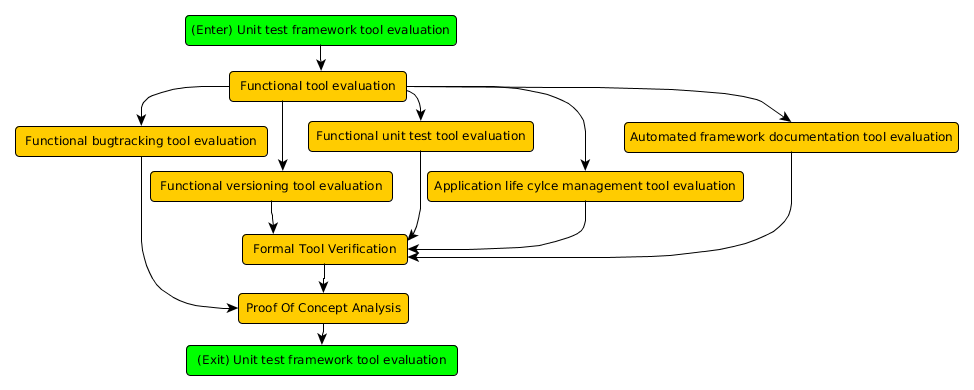 (Enter) Unit test framework tool evaluation
Functional tool evaluation
Functional bugtracking tool evaluation
Functional unit test tool evaluation
Automated framework documentation tool evaluation
Functional versioning tool evaluation
Application life cylce management tool evaluation
Formal Tool Verification
Proof Of Concept Analysis
(Exit) Unit test framework tool evaluation